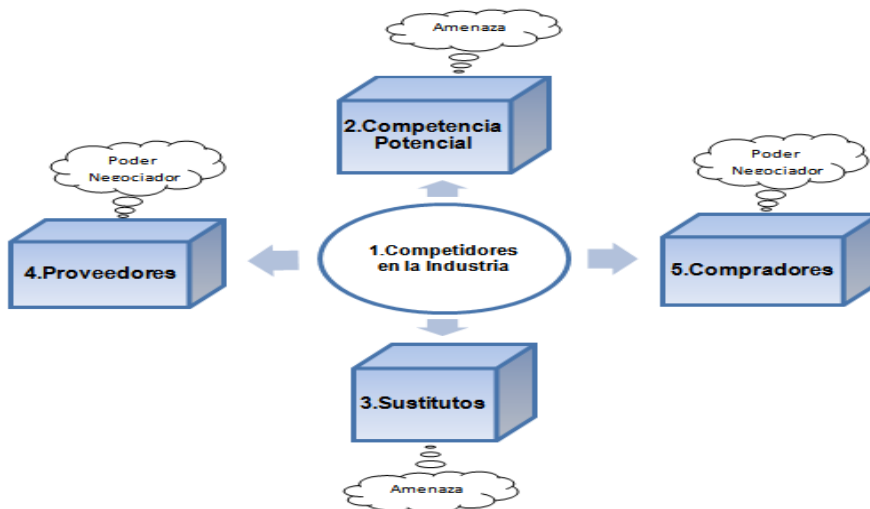 Amenaza
2.Competencia
Potencial
Poder
Negociador
Poder
Negociador
4.Proveedores
1.Competidores
en la Industria
5.Compradores
3.Sustitutos
Amenaza